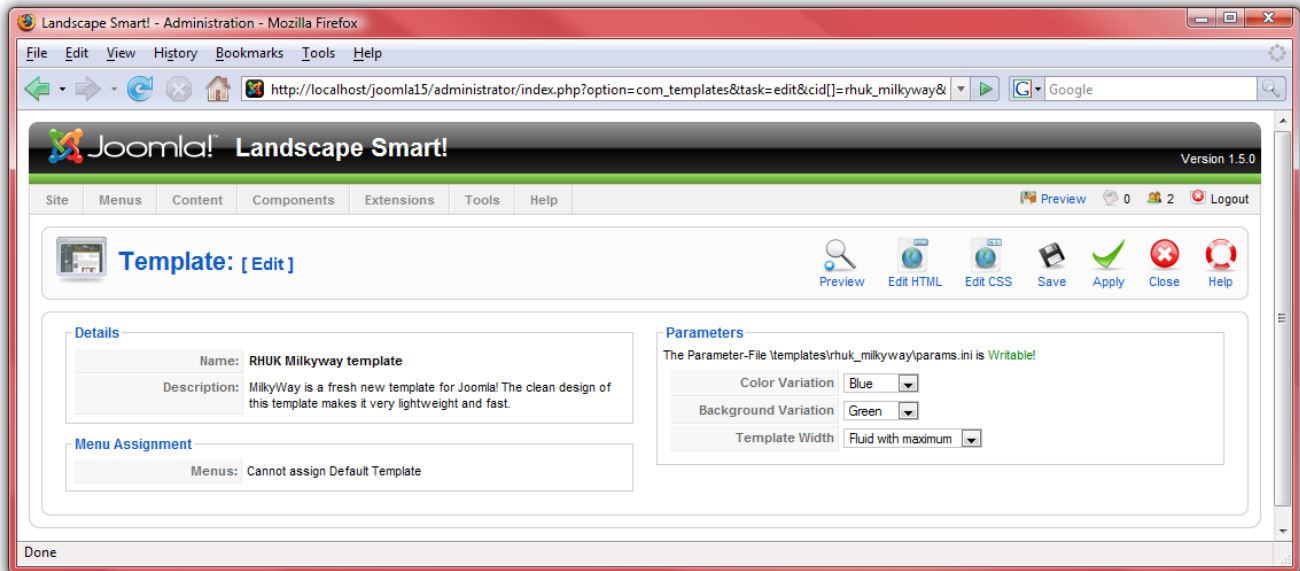 Landscape Smart! - Administration - Mozilla Firefox
File Edit View History Bookmarks Tools Help
http://localhost/joomla15/administrator/index.php?option=com_templates&task=edit&cid[]=rhuk_milkyway& G Google
Joomla!™ Landscape Smart!
Version 1.5.0
Site Menus Content Components Extensions Tools Help Preview 0 2 Logout
Template: [ Edit ]
Preview Edit HTML Edit CSS Save Apply Close Help
Details
Name: RHUK Milkyway template
Description: MilkyWay is a fresh new template for Joomla! The clean design of
this template makes it very lightweight and fast.
Menu Assignment
Menus: Cannot assign Default Template
Parameters
The Parameter-File \templates\rhuk_milkyway\params.ini is Writable!
Color Variation Blue
Background Variation Green
Template Width Fluid with maximum
Done